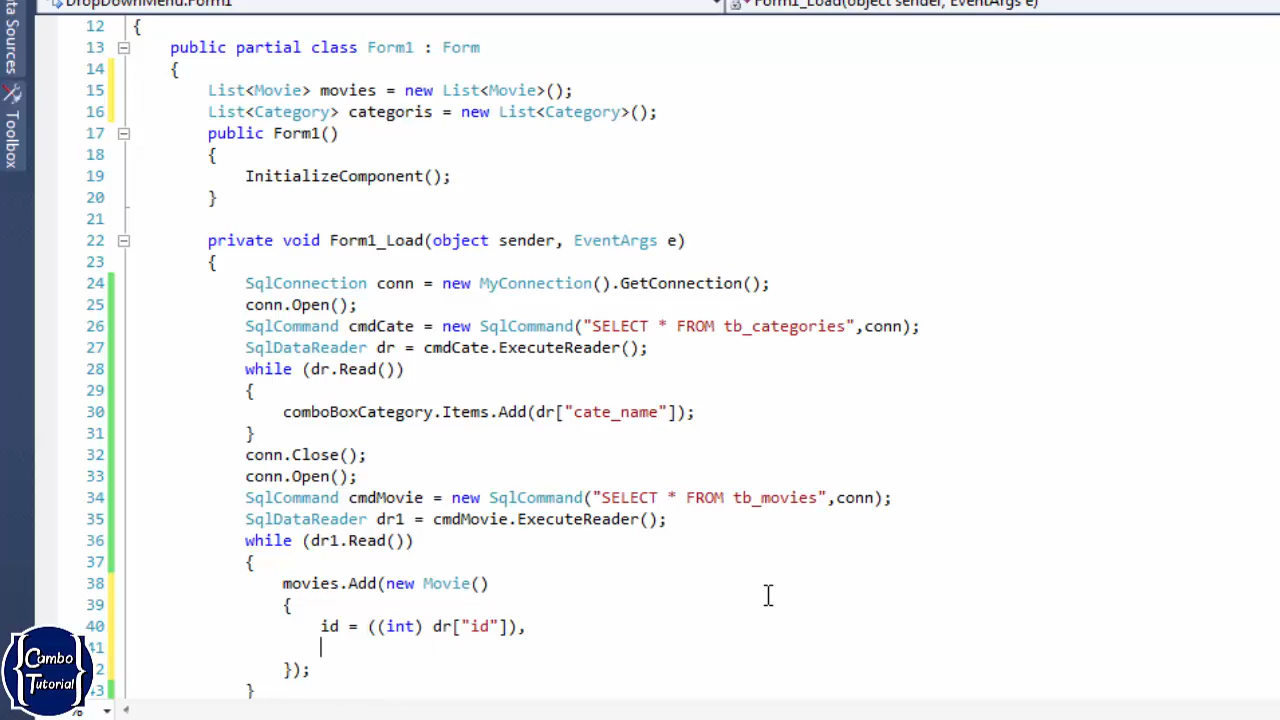 DropDownMenu.Form1
Form1_Load(object sender, EventArgs e)
Data Sources
Toolbox
12 {
13 public partial class Form1 : Form
14 {
15 List<Movie> movies = new List<Movie>();
16 List<Category> categoris = new List<Category>();
17 public Form1()
18 {
19 InitializeComponent();
20 }
21
22 private void Form1_Load(object sender, EventArgs e)
23 {
24 SqlConnection conn = new MyConnection().GetConnection();
25 conn.Open();
26 SqlCommand cmdCate = new SqlCommand("SELECT * FROM tb_categories",conn);
27 SqlDataReader dr = cmdCate.ExecuteReader();
28 while (dr.Read())
29 {
30 comboBoxCategory.Items.Add(dr["cate_name"]);
31 }
32 conn.Close();
33 conn.Open();
34 SqlCommand cmdMovie = new SqlCommand("SELECT * FROM tb_movies",conn);
35 SqlDataReader dr1 = cmdMovie.ExecuteReader();
36 while (dr1.Read())
37 {
38 movies.Add(new Movie()
39 {
40 id = ((int) dr["id"]),
41
2 });
43 }
%
{Cambo
Tutorial}